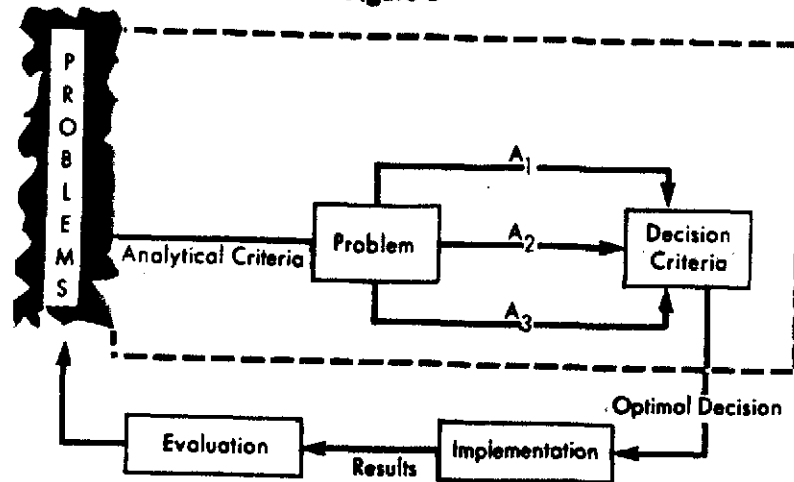 PROBLEMS
A1
Analytical Criteria
Problem
A2
Decision
Criteria
A3
Optimal Decision
Evaluation
Results
Implementation